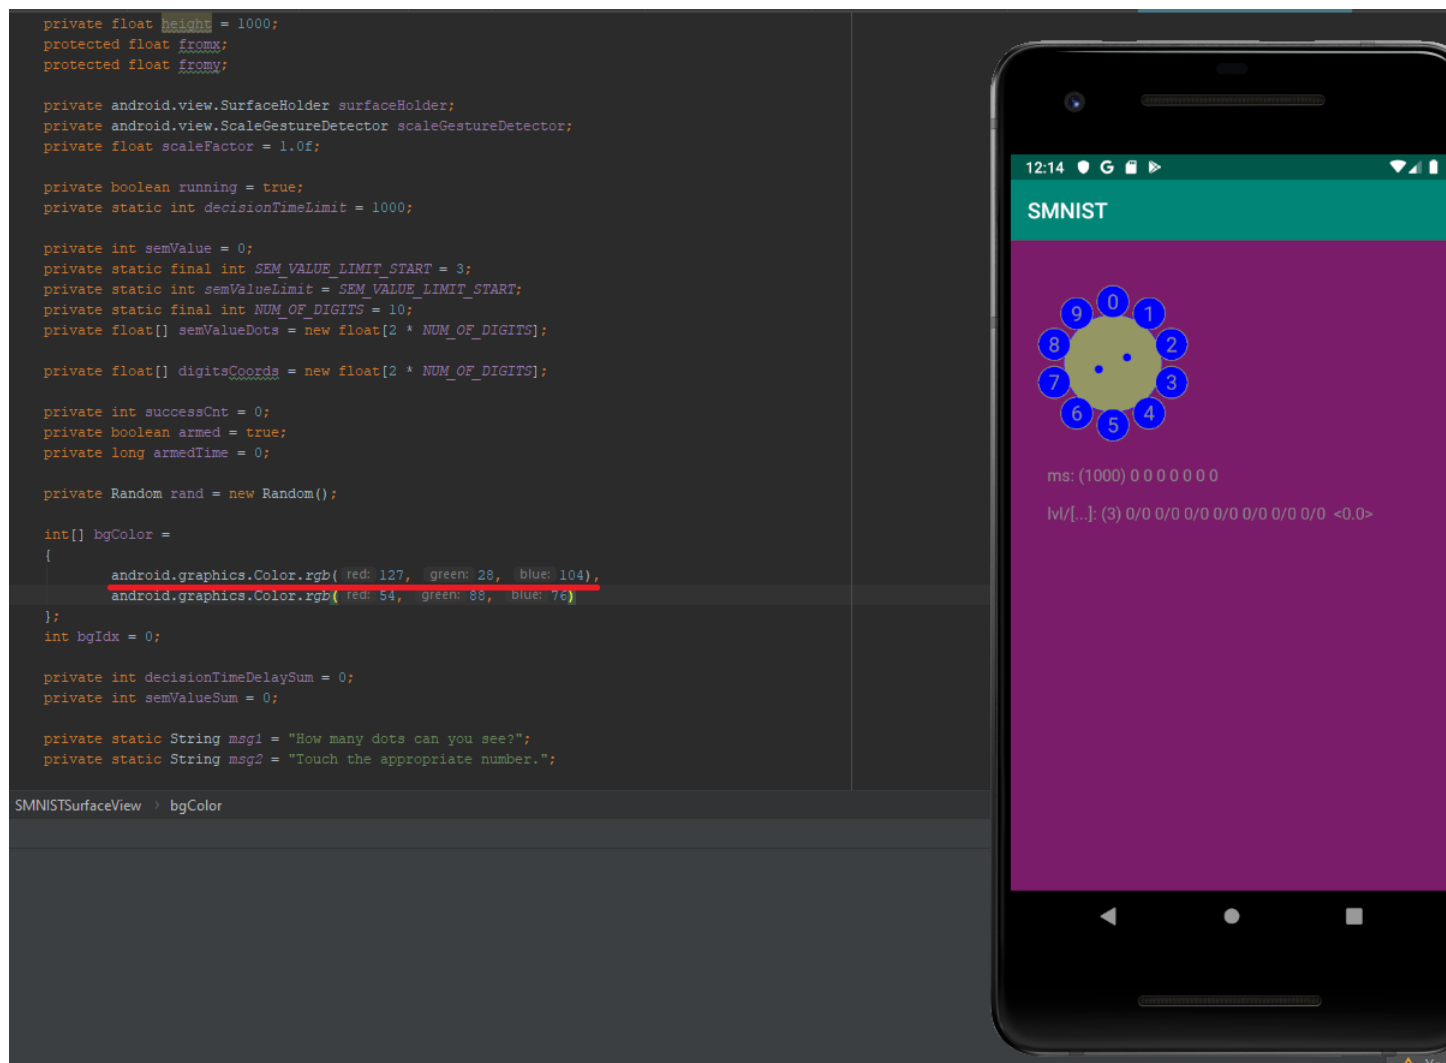 private float height = 1000;
protected float fromx;
protected float fromy;
private android.view.SurfaceHolder surfaceHolder;
private android.view.ScaleGestureDetector scaleGestureDetector;
private float scaleFactor = 1.0f;
private boolean running = true;
private static int decisionTimeLimit = 1000;
private int semValue = 0;
private static final int SEM_VALUE_LIMIT_START = 3;
private static int semValueLimit = SEM_VALUE_LIMIT_START;
private static final int NUM_OF_DIGITS = 10;
private float[] semValueDots = new float[2 * NUM_OF_DIGITS];
private float[] digitsCoords = new float[2 * NUM_OF_DIGITS];
private int successCnt = 0;
private boolean armed = true;
private long armedTime = 0;
private Random rand = new Random();
int[] bgColor =
{
android.graphics.Color.rgb( red: 127, green: 28, blue: 104),
android.graphics.Color.rgb( red: 54, green: 88, blue: 76)
};
int bgIdx = 0;
private int decisionTimeDelaySum = 0;
private int semValueSum = 0;
private static String msg1 = "How many dots can you see?";
private static String msg2 = "Touch the appropriate number.";
SMNISTSurfaceView > bgColor
12:14 G
SMNIST
0
1
2
3
4
5
6
7
8
9
ms: (1000) 0 0 0 0 0 0 0
lvl/[...]: (3) 0/0 0/0 0/0 0/0 0/0 0/0 0/0 <0.0>